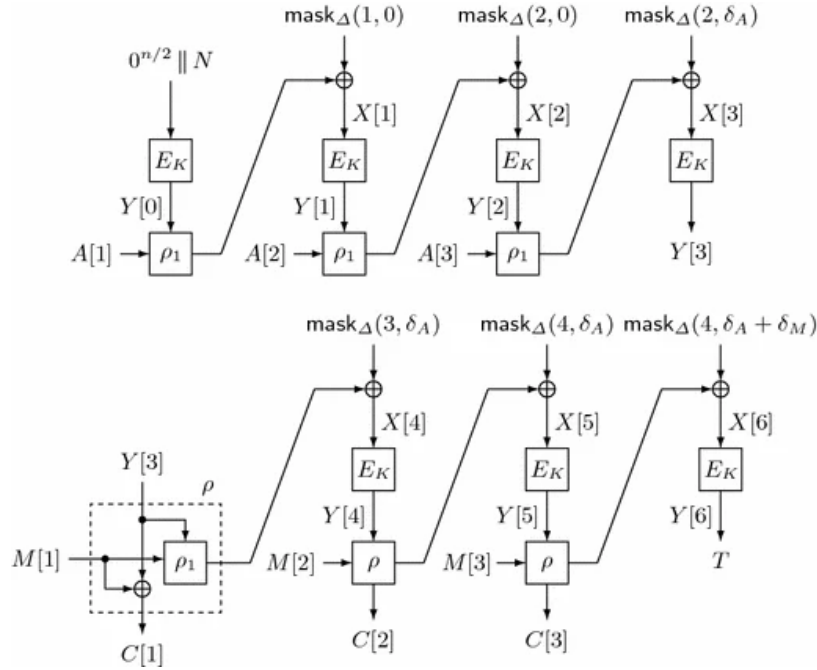 mask_Δ(1, 0) mask_Δ(2, 0) mask_Δ(2, δ_A)
0^{n/2} ∥ N
X[1] X[2] X[3]
E_K E_K E_K E_K
Y[0] Y[1] Y[2]
A[1] ρ_1 A[2] ρ_1 A[3] ρ_1 Y[3]
mask_Δ(3, δ_A) mask_Δ(4, δ_A) mask_Δ(4, δ_A + δ_M)
X[4] X[5] X[6]
Y[3] E_K E_K E_K
ρ
Y[4] Y[5] Y[6]
M[1] ρ_1 M[2] ρ M[3] ρ T
C[1] C[2] C[3]